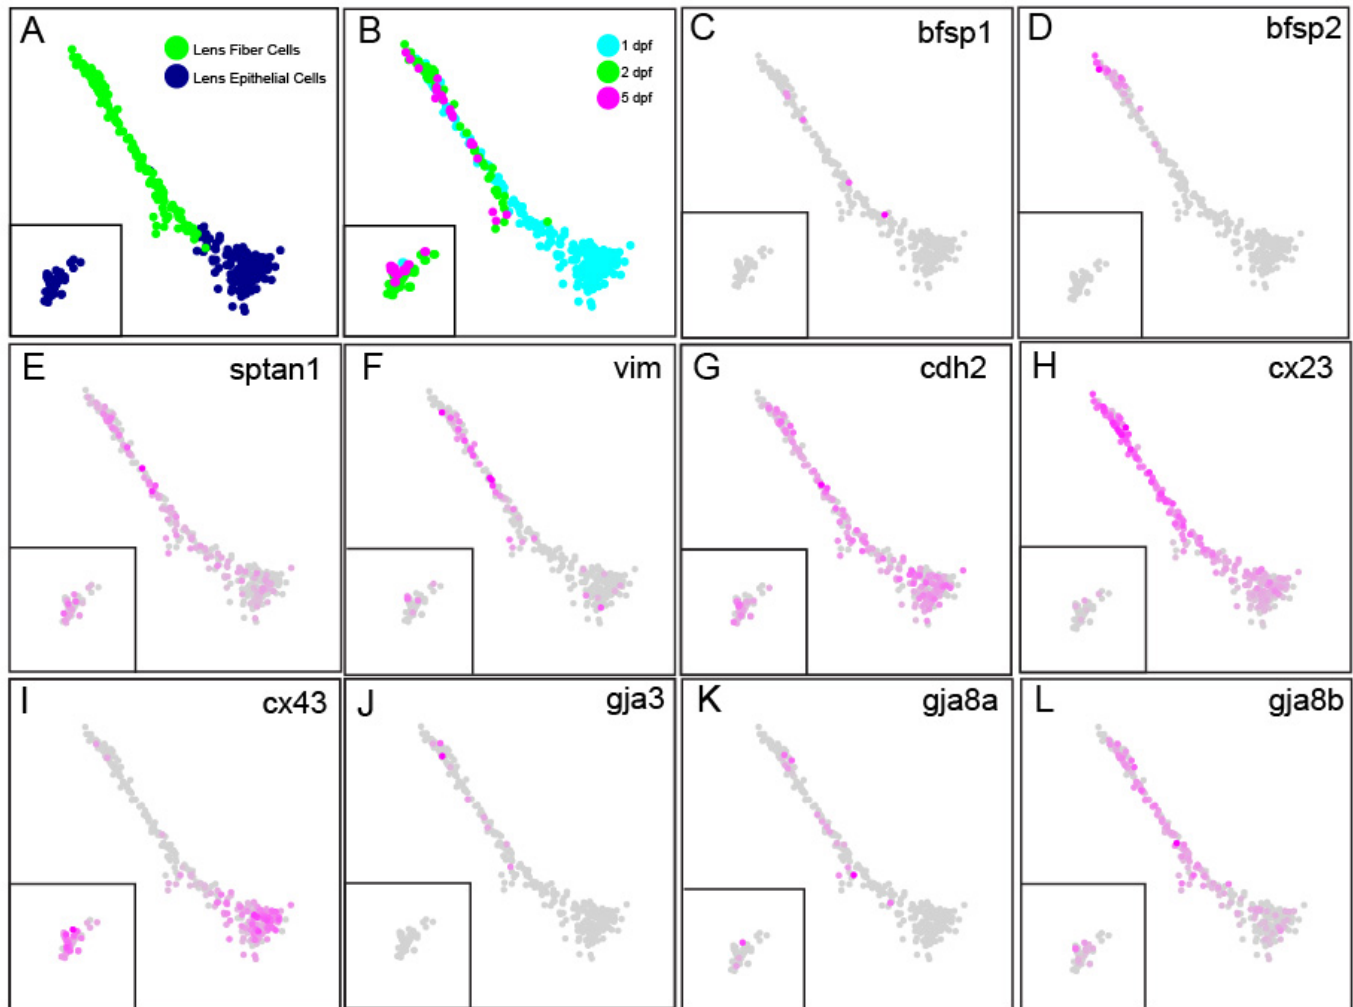 A
Lens Fiber Cells
Lens Epithelial Cells
B
1 dpf
2 dpf
5 dpf
C
bfsp1
D
bfsp2
E
sptan1
F
vim
G
cdh2
H
cx23
I
cx43
J
gja3
K
gja8a
L
gja8b